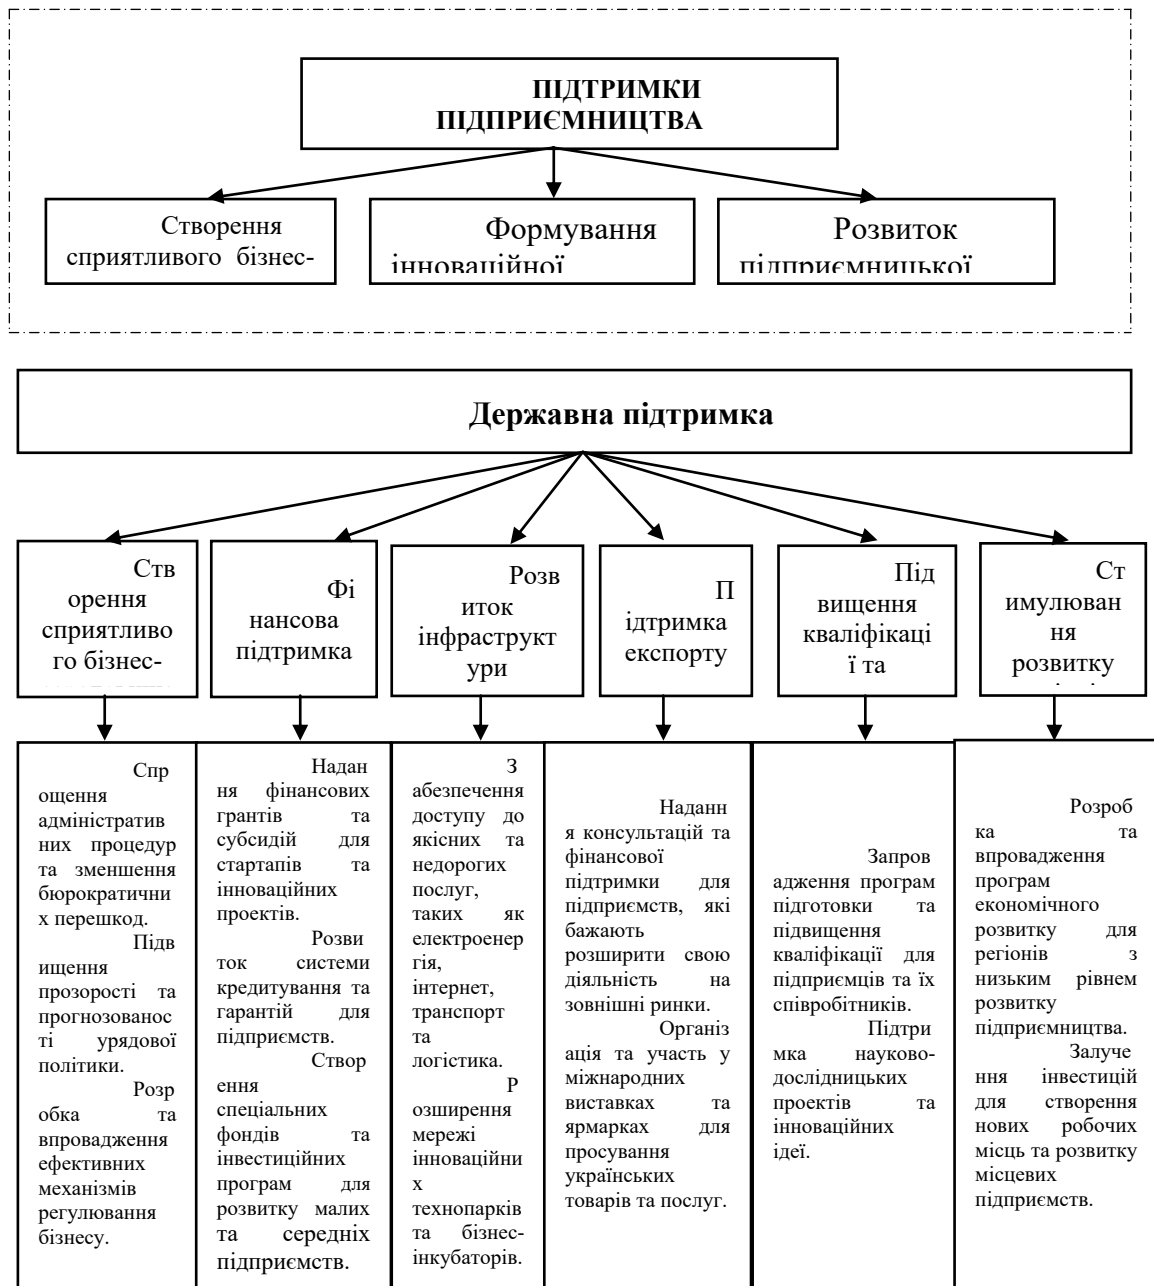 ПІДТРИМКИ
ПІДПРИЄМНИЦТВА
Створення
сприятливого бізнес-
Формування
інноваційної
Розвиток
підприємницької
Державна підтримка
Ств
орення
сприятливо
го бізнес-
Фі
нансова
підтримка
Розв
иток
інфраструкт
ури
П
ідтримка
експорту
Під
вищення
кваліфікаці
ї та
Ст
имулюван
ня
розвитку
Спр
ощення
адміністратив
них процедур
та зменшення
бюрократични
х перешкод.
Підв
ищення
прозорості та
прогнозованос
ті урядової
політики.
Розр
обка та
впровадження
ефективних
механізмів
регулювання
бізнесу.
Надан
ня фінансових
грантів та
субсидій для
стартапів та
інноваційних
проектів.
Розви
ток системи
кредитування та
гарантій для
підприємств.
Створ
ення
спеціальних
фондів та
інвестиційних
програм для
розвитку малих
та середніх
підприємств.
З
абезпечення
доступу до
якісних та
недорогих
послуг,
таких як
електроенер
гія,
інтернет,
транспорт
та
логістика.
Р
озширення
мережі
інноваційни
х
технопарків
та бізнес-
інкубаторів.
Наданн
я консультацій та
фінансової
підтримки для
підприємств, які
бажають
розширити свою
діяльність на
зовнішні ринки.
Організ
ація та участь у
міжнародних
виставках та
ярмарках для
просування
українських
товарів та послуг.
Запров
адження програм
підготовки та
підвищення
кваліфікації для
підприємців та їх
співробітників.
Підтри
мка науково-
дослідницьких
проектів та
інноваційних
ідеї.
Розроб
ка та
впровадження
програм
економічного
розвитку для
регіонів з
низьким рівнем
розвитку
підприємництва.
Залуче
ння інвестицій
для створення
нових робочих
місць та розвитку
місцевих
підприємств.